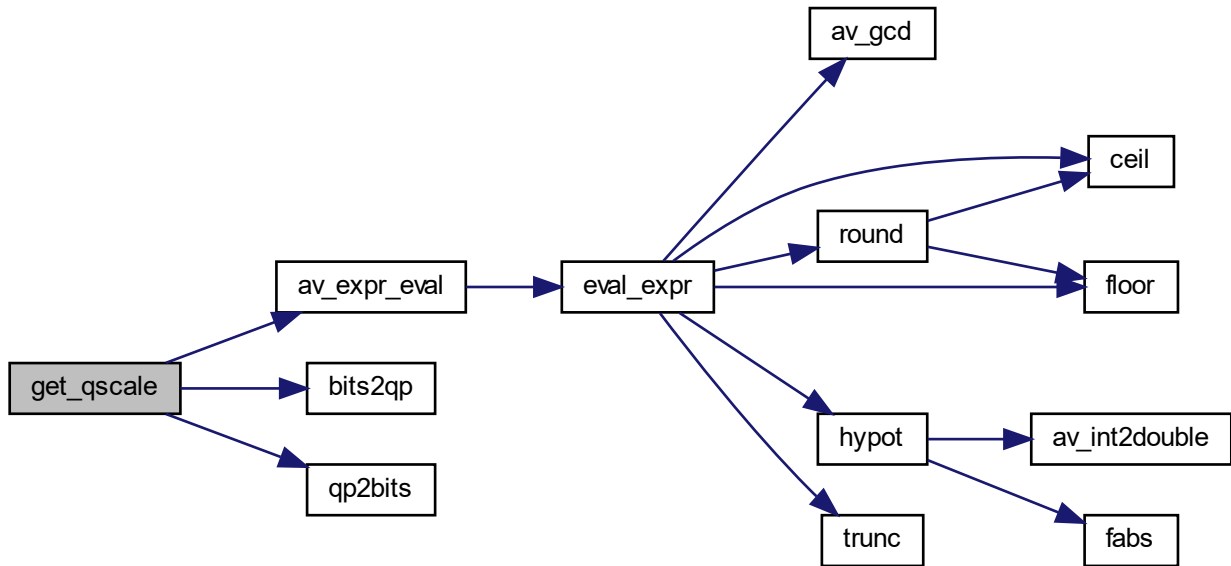 av_gcd
ceil
round
av_expr_eval
eval_expr
floor
get_qscale
bits2qp
hypot
av_int2double
qp2bits
trunc
fabs